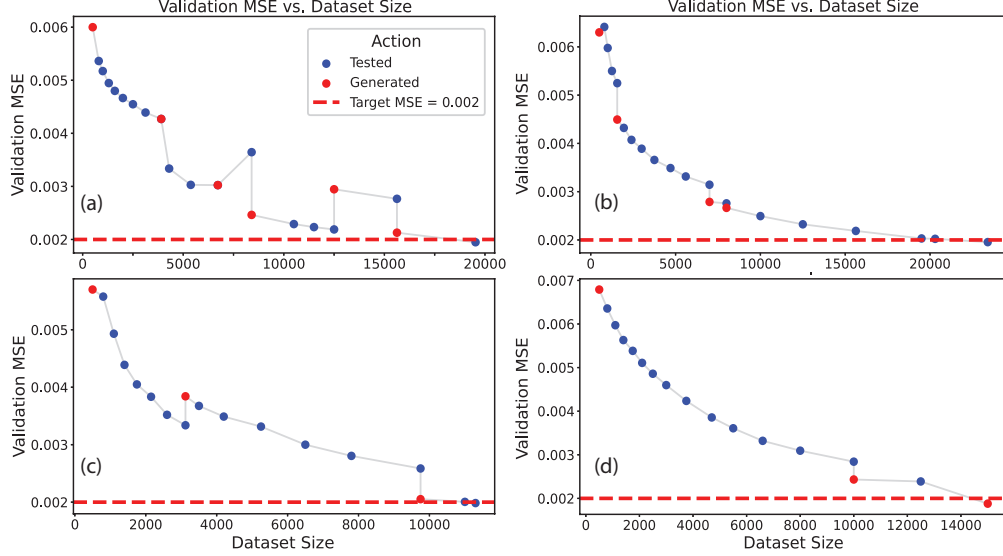 Validation MSE vs. Dataset Size
Validation MSE vs. Dataset Size
Validation MSE
0.006
0.005
0.004
0.003
0.002
(a)
Action
Tested
Generated
Target MSE = 0.002
0 5000 10000 15000 20000
Validation MSE
0.006
0.005
0.004
0.003
0.002
(b)
0 5000 10000 15000 20000
Validation MSE
0.005
0.004
0.003
0.002
(c)
0 2000 4000 6000 8000 10000
Dataset Size
Validation MSE
0.007
0.006
0.005
0.004
0.003
0.002
(d)
0 2000 4000 6000 8000 10000 12000 14000
Dataset Size